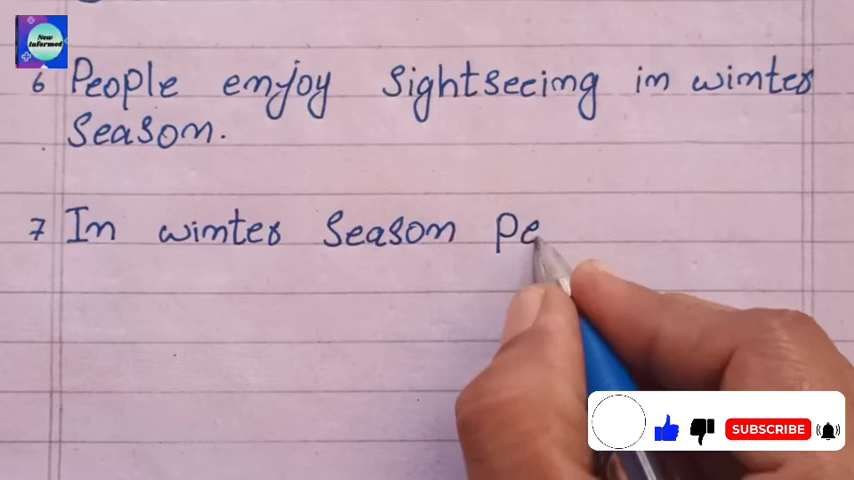 New
Informed
6 People enjoy sightseeing in winter
season.
7 In winter season pe
SUBSCRIBE